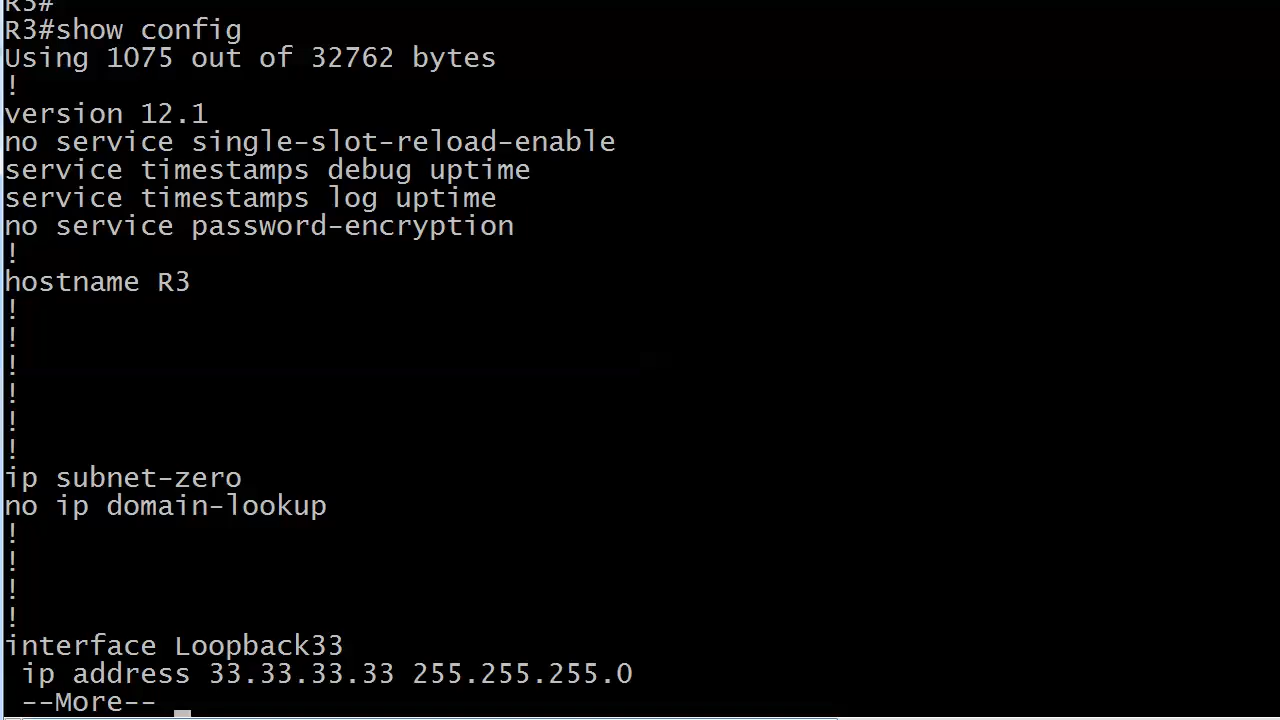 R3#
R3#show config
Using 1075 out of 32762 bytes
!
version 12.1
no service single-slot-reload-enable
service timestamps debug uptime
service timestamps log uptime
no service password-encryption
!
hostname R3
!
!
!
!
!
!
ip subnet-zero
no ip domain-lookup
!
!
!
!
interface Loopback33
 ip address 33.33.33.33 255.255.255.0
 --More--